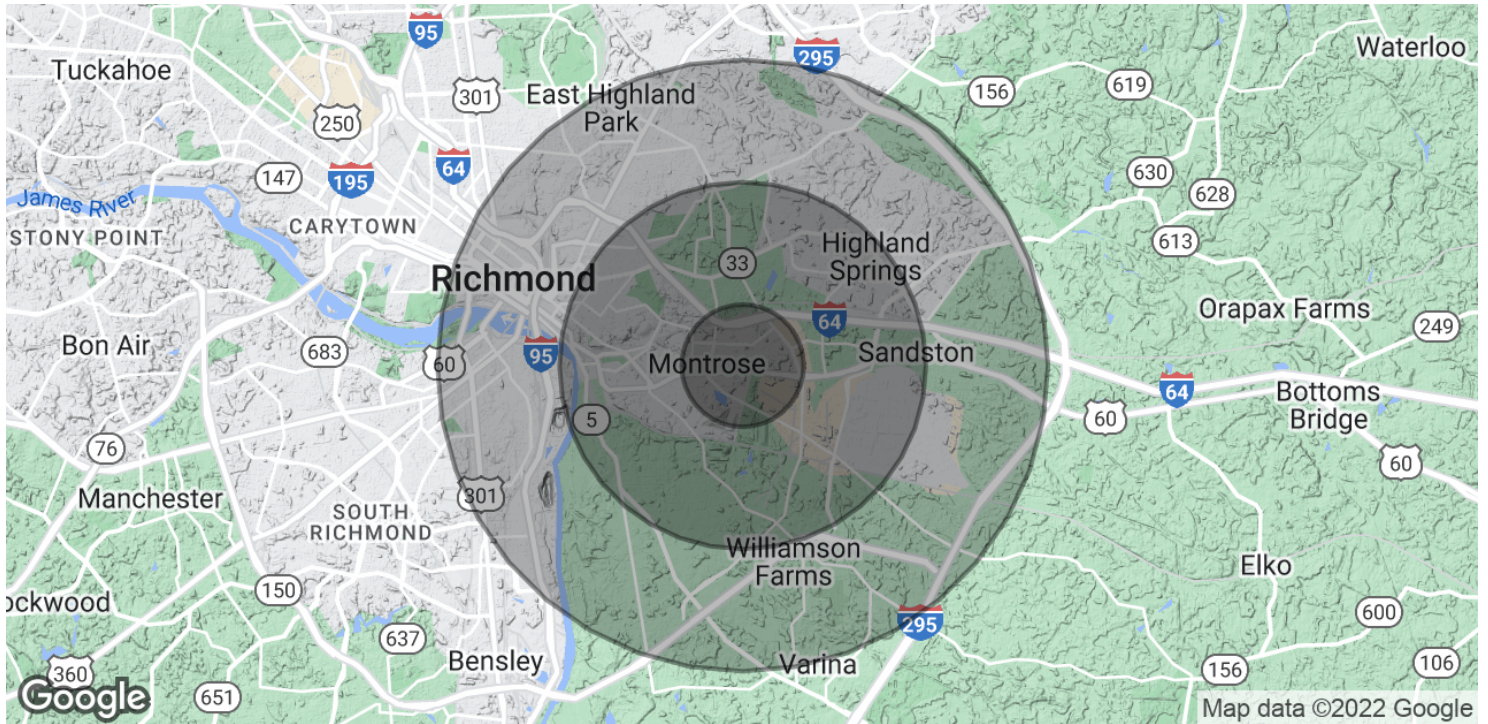 95
295
Waterloo
Tuckahoe
301
East Highland
Park
156
619
250
64
147
195
630
628
James River
STONY POINT
CARYTOWN
613
Highland
Springs
33
Richmond
Orapax Farms
64
249
Bon Air
683
60
95
Montrose
Sandston
64
60
Bottoms
Bridge
5
76
60
Manchester
301
SOUTH
RICHMOND
Williamson
Farms
Elko
150
ockwood
600
295
637
Bensley
Varina
156
106
360
651
Google
Map data ©2022 Google